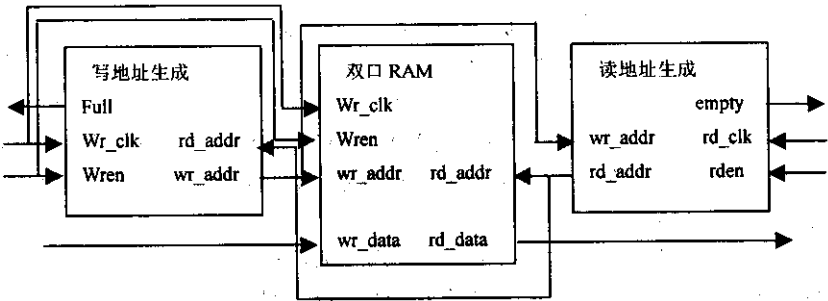 写地址生成
Full
Wr_clk rd_addr
Wren wr_addr
双口 RAM
Wr_clk
Wren
wr_addr rd_addr
wr_data rd_data
读地址生成
empty
wr_addr rd_clk
rd_addr rden